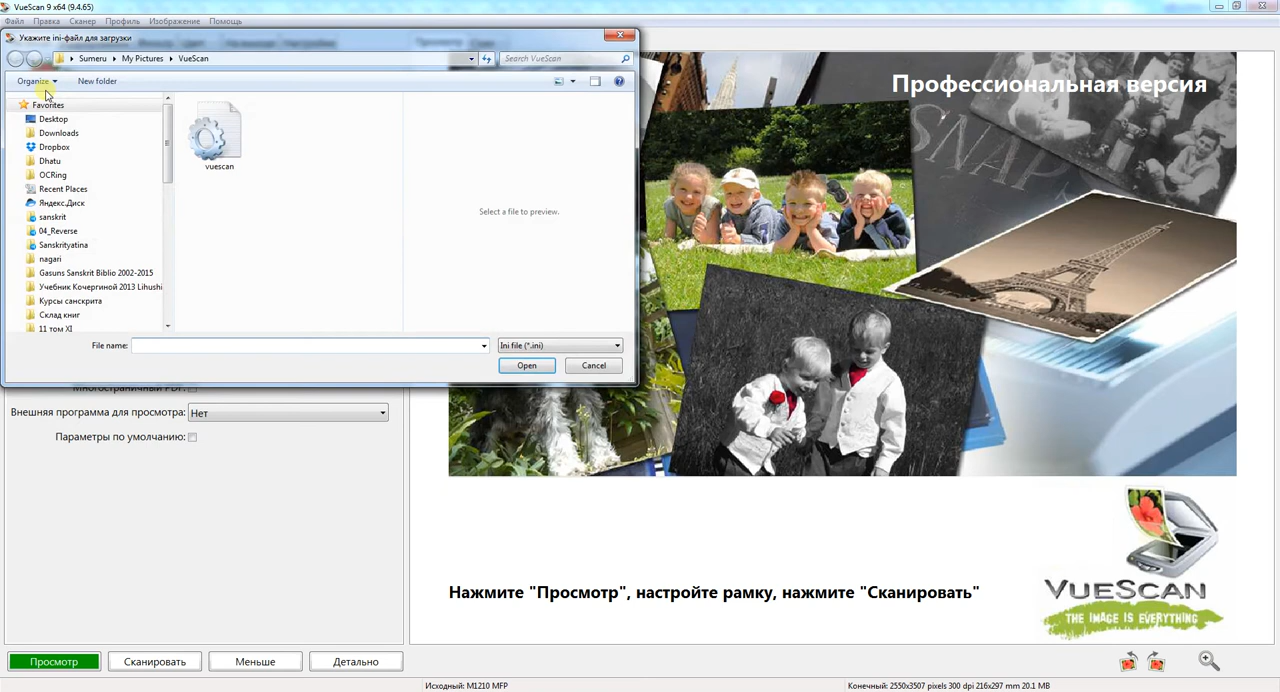 VueScan 9 x64 (9.4.65)
Файл Правка Сканер Профиль Изображение Помощь
Укажите ini-файл для загрузки
Sumeru ▸ My Pictures ▸ VueScan
Search VueScan
Organize New folder
Favorites
Desktop
Downloads
Dropbox
Dhatu
OCRing
Recent Places
Яндекс.Диск
sanskrit
04_Reverse
Sanskrityatina
nagari
Gasuns Sanskrit Biblio 2002-2015
Учебник Кочергиной 2013 Lihushi
Курсы санскрита
Склад книг
11 том XI
vuescan
Select a file to preview.
File name:
Ini file (*.ini)
Open Cancel
Многостраничный PDF:
Внешняя программа для просмотра: Нет
Параметры по умолчанию:
Профессиональная версия
SNAP
Нажмите "Просмотр", настройте рамку, нажмите "Сканировать"
VUESCAN
THE IMAGE IS EVERYTHING
Просмотр Сканировать Меньше Детально
Исходный: M1210 MFP
Конечный: 2550x3507 pixels 300 dpi 216x297 mm 20.1 MB